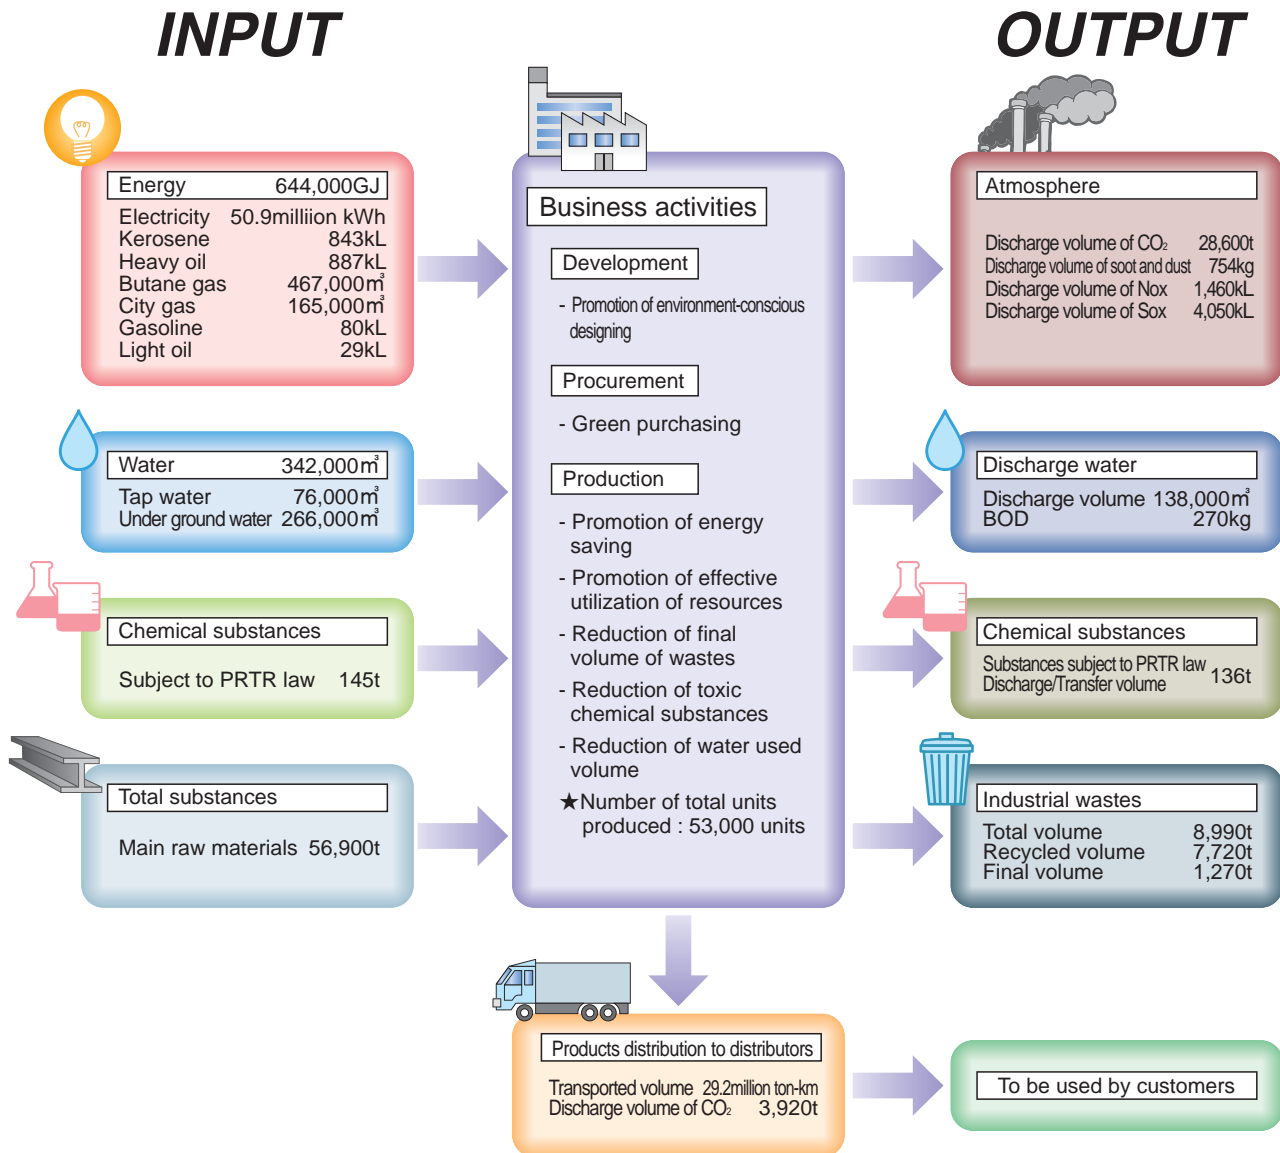 INPUT
OUTPUT
Energy 644,000GJ
Electricity 50.9milliion kWh
Kerosene 843kL
Heavy oil 887kL
Butane gas 467,000m³
City gas 165,000m³
Gasoline 80kL
Light oil 29kL
Water 342,000m³
Tap water 76,000m³
Under ground water 266,000m³
Chemical substances
Subject to PRTR law 145t
Total substances
Main raw materials 56,900t
Business activities
Development
- Promotion of environment-conscious
designing
Procurement
- Green purchasing
Production
- Promotion of energy
saving
- Promotion of effective
utilization of resources
- Reduction of final
volume of wastes
- Reduction of toxic
chemical substances
- Reduction of water used
volume
★Number of total units
produced : 53,000 units
Atmosphere
Discharge volume of CO₂ 28,600t
Discharge volume of soot and dust 754kg
Discharge volume of Nox 1,460kL
Discharge volume of Sox 4,050kL
Discharge water
Discharge volume 138,000m³
BOD 270kg
Chemical substances
Substances subject to PRTR law
Discharge/Transfer volume 136t
Industrial wastes
Total volume 8,990t
Recycled volume 7,720t
Final volume 1,270t
Products distribution to distributors
Transported volume 29.2million ton-km
Discharge volume of CO₂ 3,920t
To be used by customers